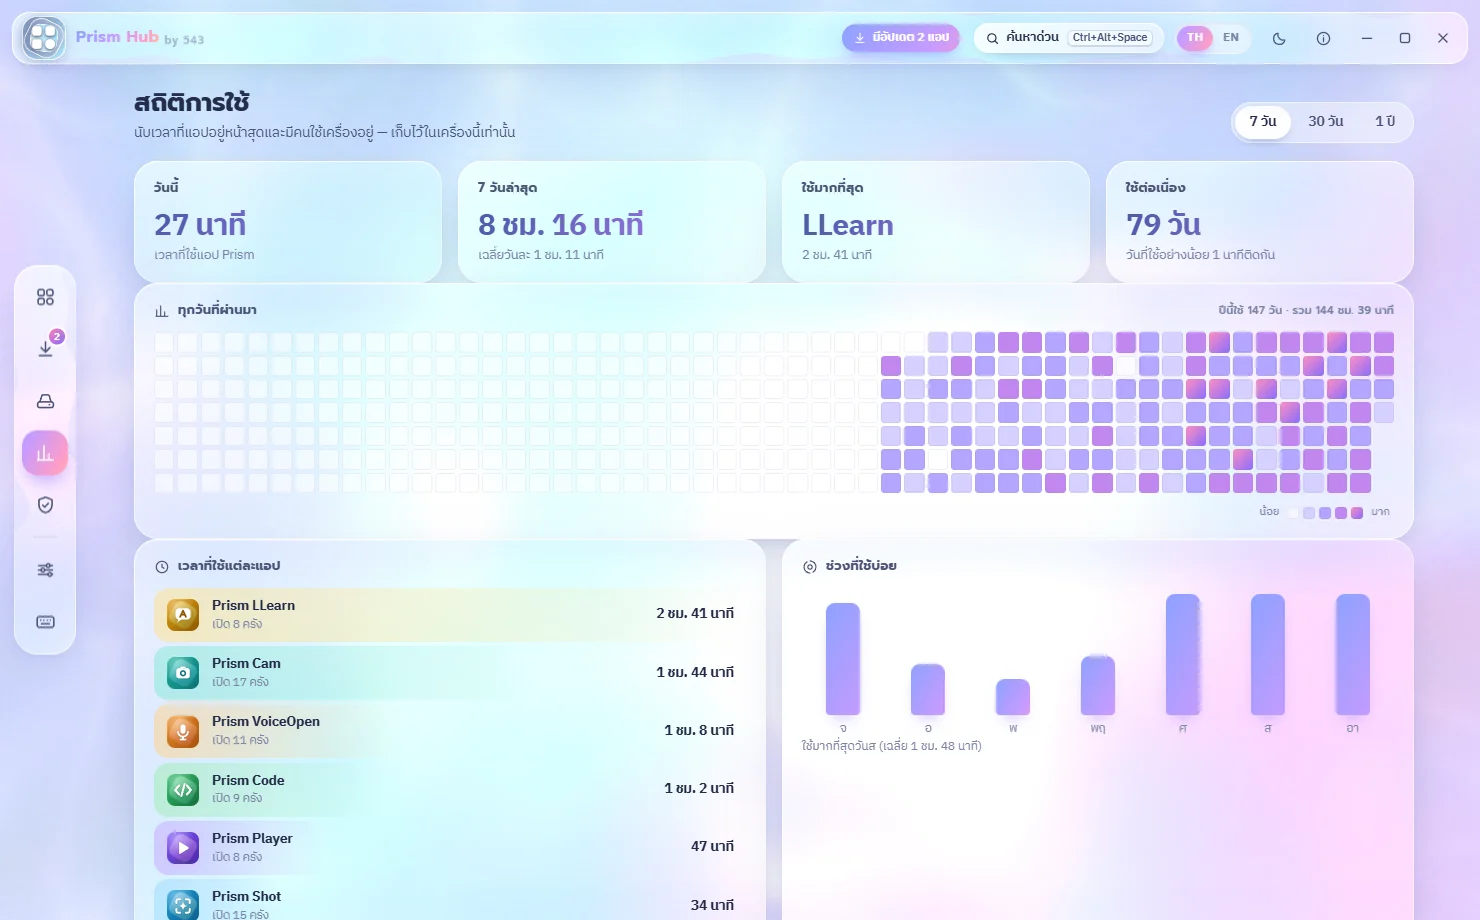 Prism Hub by 543
มีอัปเดต 2 แอป
ค้นหาด่วน Ctrl+Alt+Space
TH EN
สถิติการใช้
นับเวลาที่แอปอยู่หน้าสุดและมีคนใช้เครื่องอยู่ — เก็บไว้ในเครื่องนี้เท่านั้น
7 วัน 30 วัน 1 ปี
วันนี้
27 นาที
เวลาที่ใช้แอป Prism
7 วันล่าสุด
8 ชม. 16 นาที
เฉลี่ยวันละ 1 ชม. 11 นาที
ใช้มากที่สุด
LLearn
2 ชม. 41 นาที
ใช้ต่อเนื่อง
79 วัน
วันที่ใช้อย่างน้อย 1 นาทีติดกัน
2
ทุกวันที่ผ่านมา
ปีนี้ใช้ 147 วัน · รวม 144 ชม. 39 นาที
น้อย มาก
เวลาที่ใช้แต่ละแอป
Prism LLearn
เปิด 8 ครั้ง
2 ชม. 41 นาที
Prism Cam
เปิด 17 ครั้ง
1 ชม. 44 นาที
Prism VoiceOpen
เปิด 11 ครั้ง
1 ชม. 8 นาที
Prism Code
เปิด 9 ครั้ง
1 ชม. 2 นาที
Prism Player
เปิด 8 ครั้ง
47 นาที
Prism Shot
เปิด 15 ครั้ง
34 นาที
ช่วงที่ใช้บ่อย
จ อ พ พฤ ศ ส อา
ใช้มากที่สุดวันส (เฉลี่ย 1 ชม. 48 นาที)